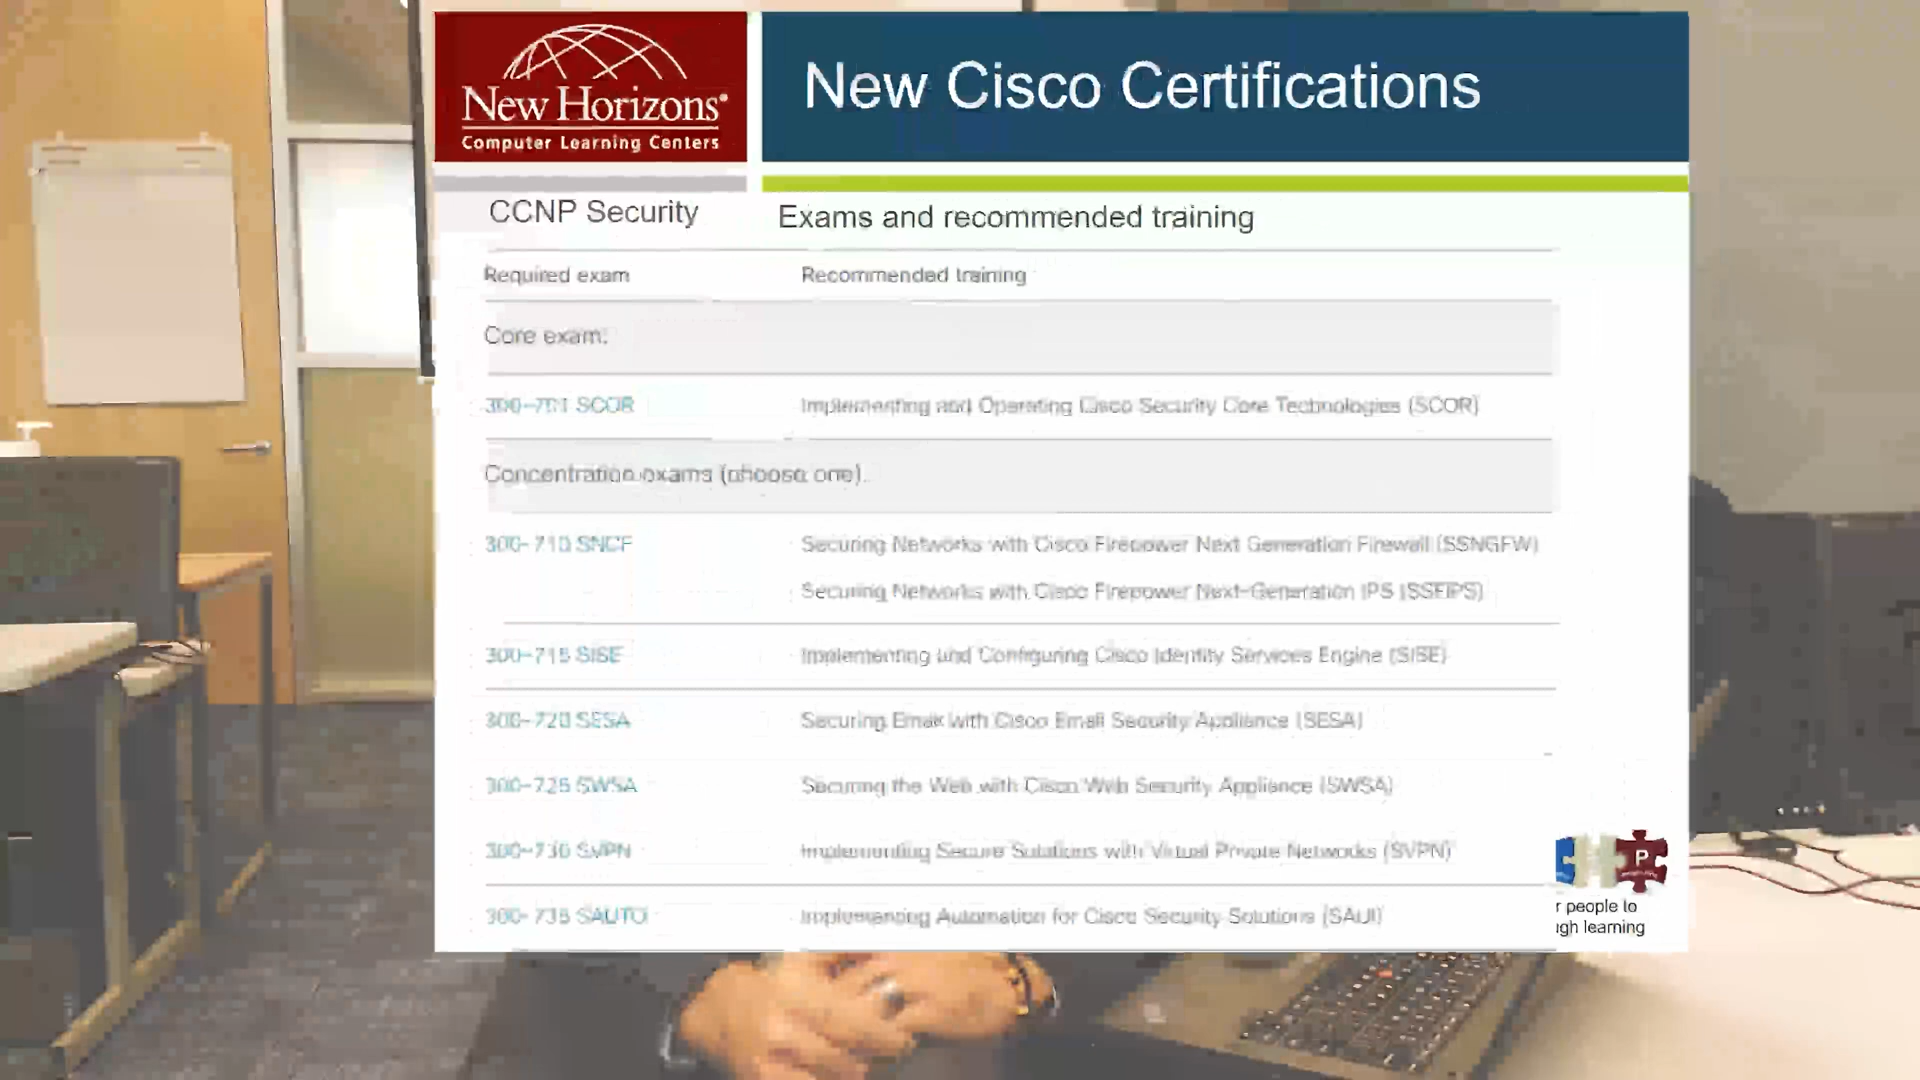 New Horizons®
Computer Learning Centers
New Cisco Certifications
CCNP Security
Exams and recommended training
Required exam
Recommended training
Core exam:
300-701 SCOR
Implementing and Operating Cisco Security Core Technologies (SCOR)
Concentration exams (choose one).
300-710 SNCF
Securing Networks with Cisco Firepower Next Generation Firewall (SSNGFW)
Securing Networks with Cisco Firepower Next-Generation IPS (SSFIPS)
300-715 SISE
Implementing and Configuring Cisco Identity Services Engine (SISE)
300-720 SESA
Securing Email with Cisco Email Security Appliance (SESA)
300-725 SWSA
Securing the Web with Cisco Web Security Appliance (SWSA)
300-730 SVPN
Implementing Secure Solutions with Virtual Private Networks (SVPN)
300-735 SAUTO
Implementing Automation for Cisco Security Solutions (SAUI)
P
r people to
ugh learning